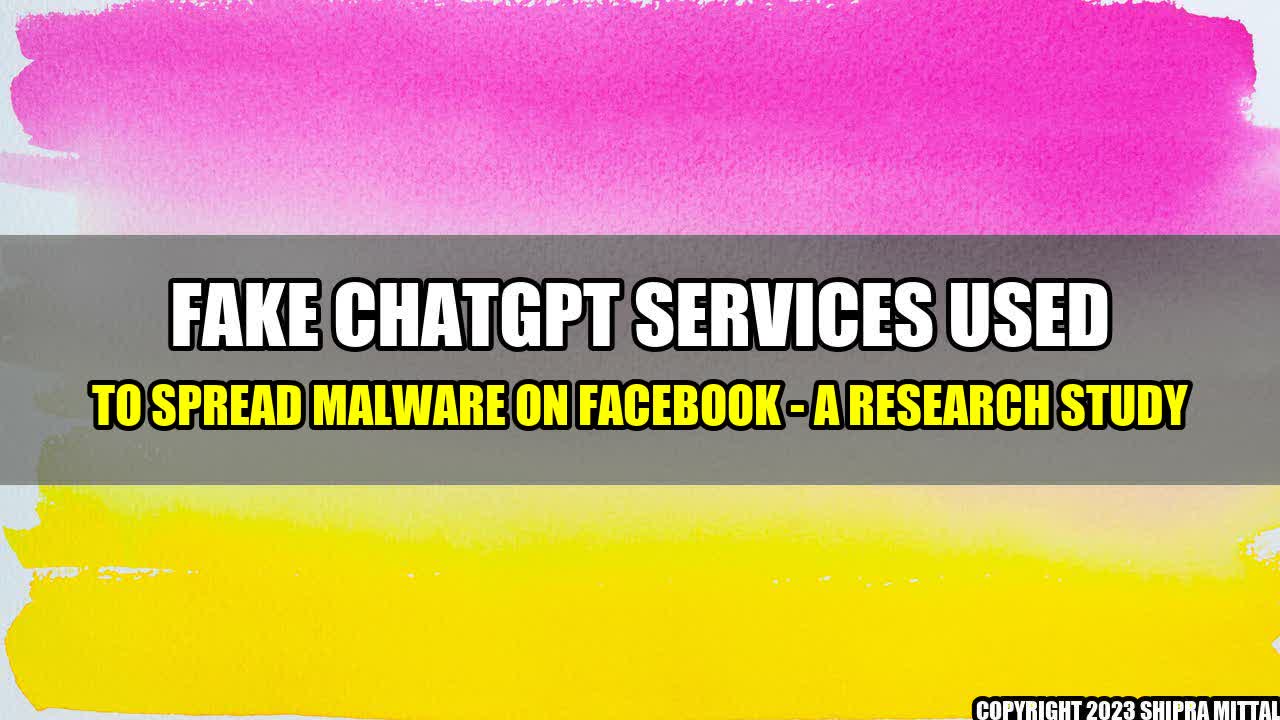 FAKE CHATGPT SERVICES USED
TO SPREAD MALWARE ON FACEBOOK - A RESEARCH STUDY
COPYRIGHT 2023 SHIPRA MITTAL